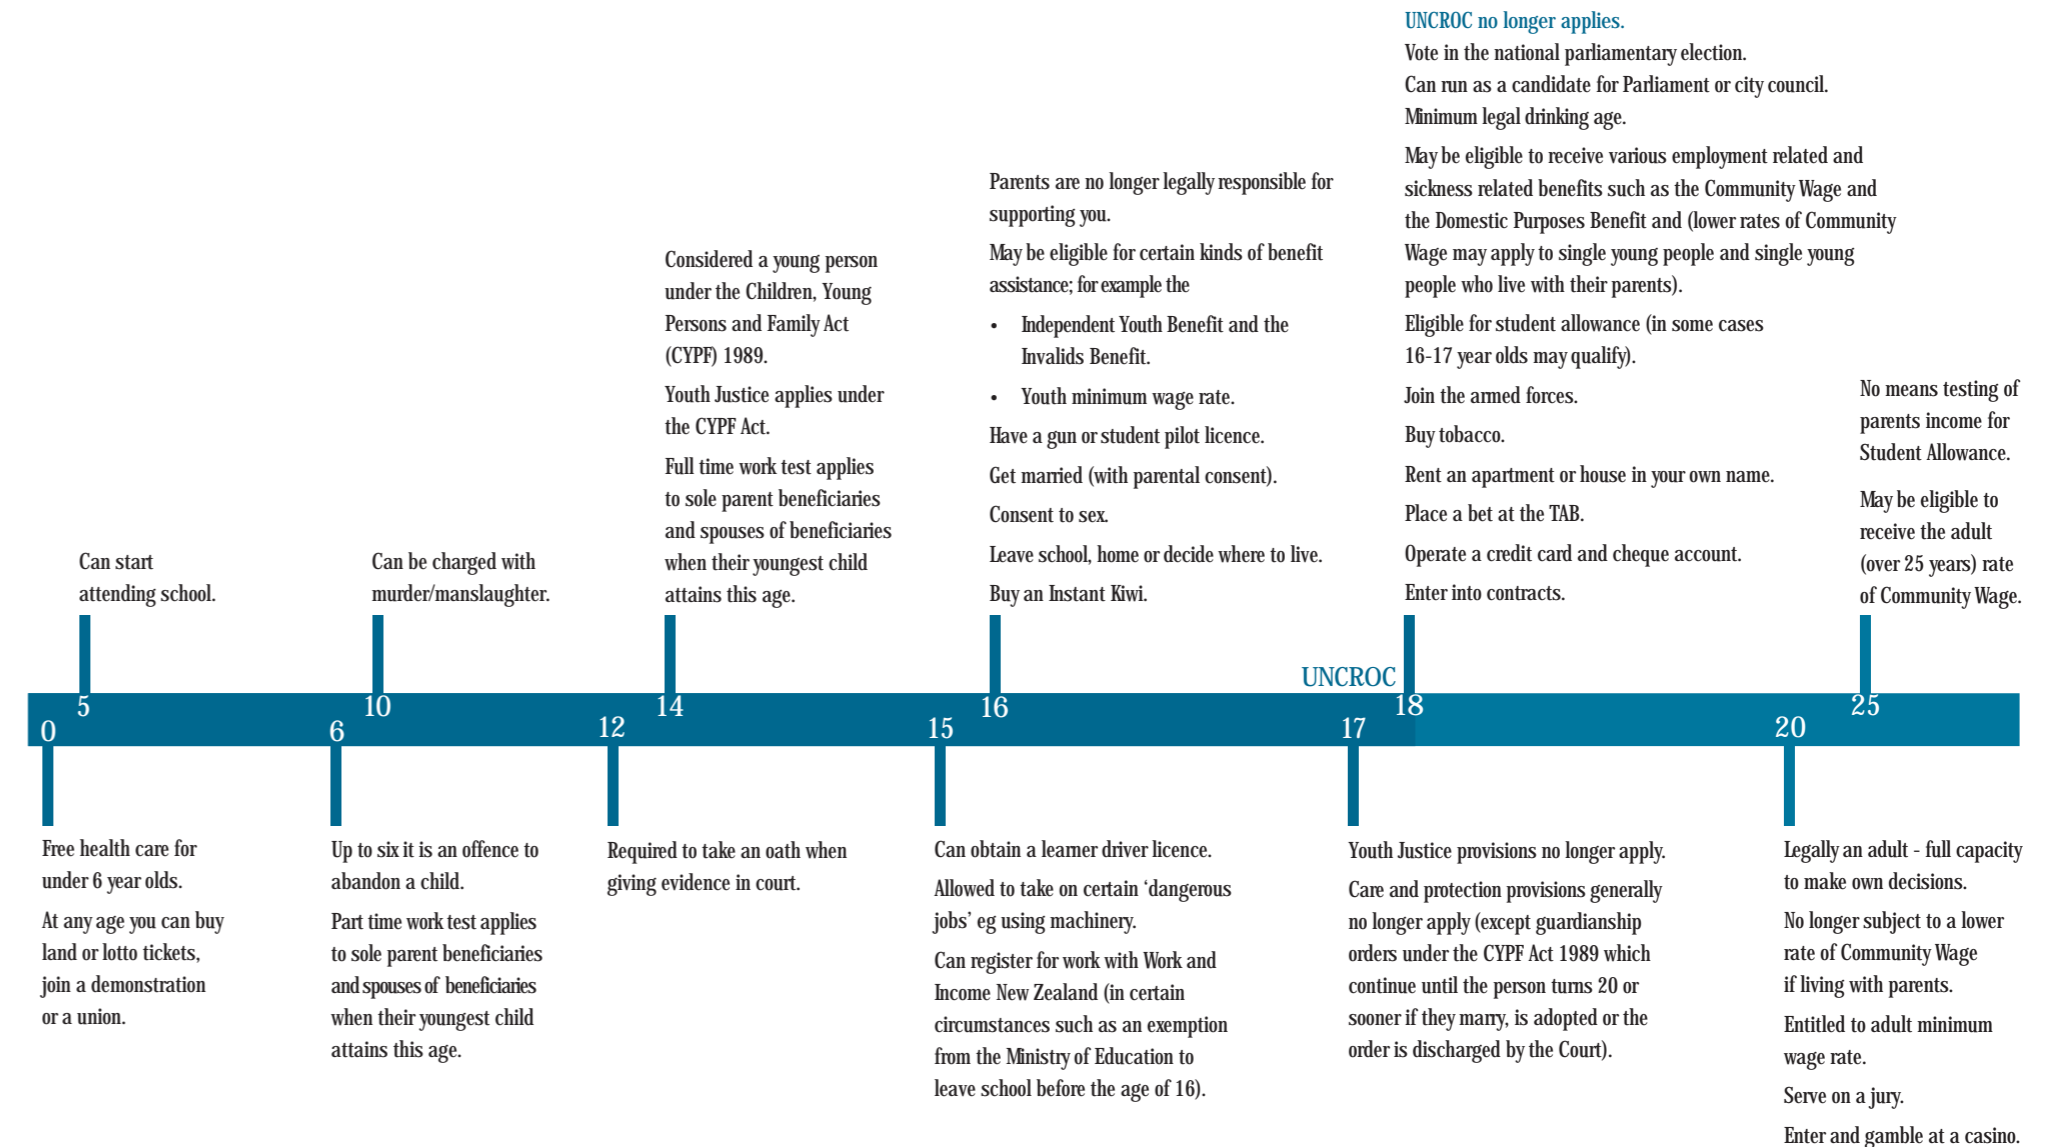 UNCROC no longer applies.
Vote in the national parliamentary election.
Can run as a candidate for Parliament or city council.
Minimum legal drinking age.
May be eligible to receive various employment related and
sickness related benefits such as the Community Wage and
the Domestic Purposes Benefit and (lower rates of Community
Wage may apply to single young people and single young
people who live with their parents).
Eligible for student allowance (in some cases
16-17 year olds may qualify).
Join the armed forces.
Buy tobacco.
Rent an apartment or house in your own name.
Place a bet at the TAB.
Operate a credit card and cheque account.
Enter into contracts.
Parents are no longer legally responsible for
supporting you.
May be eligible for certain kinds of benefit
assistance; for example the
• Independent Youth Benefit and the
Invalids Benefit.
• Youth minimum wage rate.
Have a gun or student pilot licence.
Get married (with parental consent).
Consent to sex.
Leave school, home or decide where to live.
Buy an Instant Kiwi.
Considered a young person
under the Children, Young
Persons and Family Act
(CYPF) 1989.
Youth Justice applies under
the CYPF Act.
Full time work test applies
to sole parent beneficiaries
and spouses of beneficiaries
when their youngest child
attains this age.
No means testing of
parents income for
Student Allowance.
May be eligible to
receive the adult
(over 25 years) rate
of Community Wage.
Can start
attending school.
Can be charged with
murder/manslaughter.
UNCROC
0
5
6
10
12
14
15
16
17
18
20
25
Free health care for
under 6 year olds.
At any age you can buy
land or lotto tickets,
join a demonstration
or a union.
Up to six it is an offence to
abandon a child.
Part time work test applies
to sole parent beneficiaries
and spouses of beneficiaries
when their youngest child
attains this age.
Required to take an oath when
giving evidence in court.
Can obtain a learner driver licence.
Allowed to take on certain ‘dangerous
jobs’ eg using machinery.
Can register for work with Work and
Income New Zealand (in certain
circumstances such as an exemption
from the Ministry of Education to
leave school before the age of 16).
Youth Justice provisions no longer apply.
Care and protection provisions generally
no longer apply (except guardianship
orders under the CYPF Act 1989 which
continue until the person turns 20 or
sooner if they marry, is adopted or the
order is discharged by the Court).
Legally an adult - full capacity
to make own decisions.
No longer subject to a lower
rate of Community Wage
if living with parents.
Entitled to adult minimum
wage rate.
Serve on a jury.
Enter and gamble at a casino.